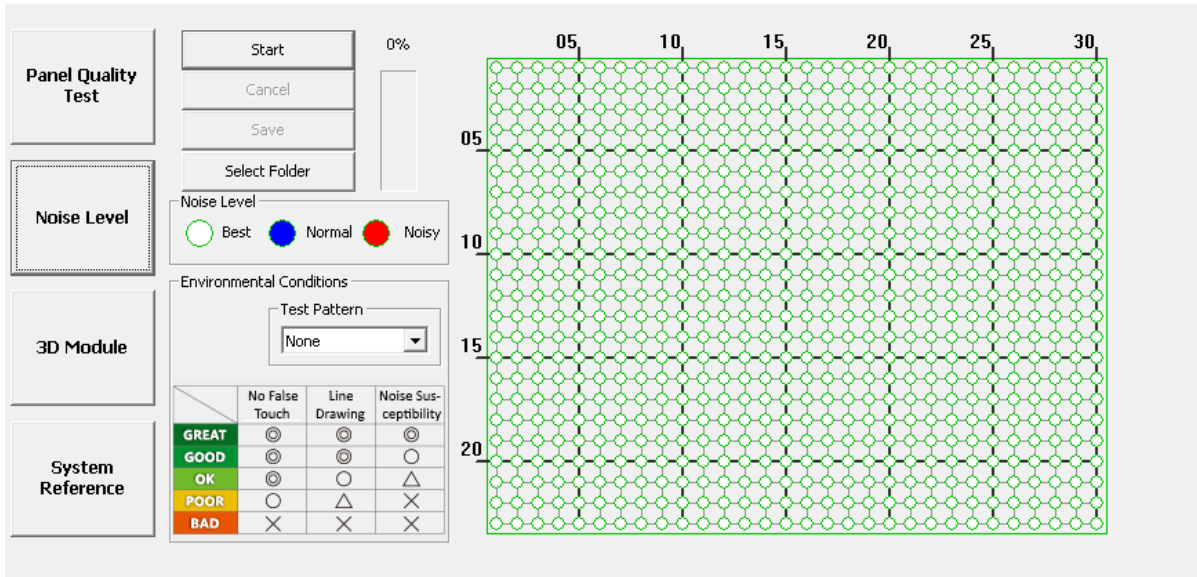 Panel Quality
Test
Noise Level
3D Module
System
Reference
Start
Cancel
Save
Select Folder
0%
Noise Level
Best Normal Noisy
Environmental Conditions
Test Pattern
None
No False
Touch
Line
Drawing
Noise Sus-
ceptibility
GREAT ◎ ◎ ◎
GOOD ◎ ◎ ○
OK ◎ ○ △
POOR ○ △ ×
BAD × × ×
05 10 15 20 25 30
05
10
15
20